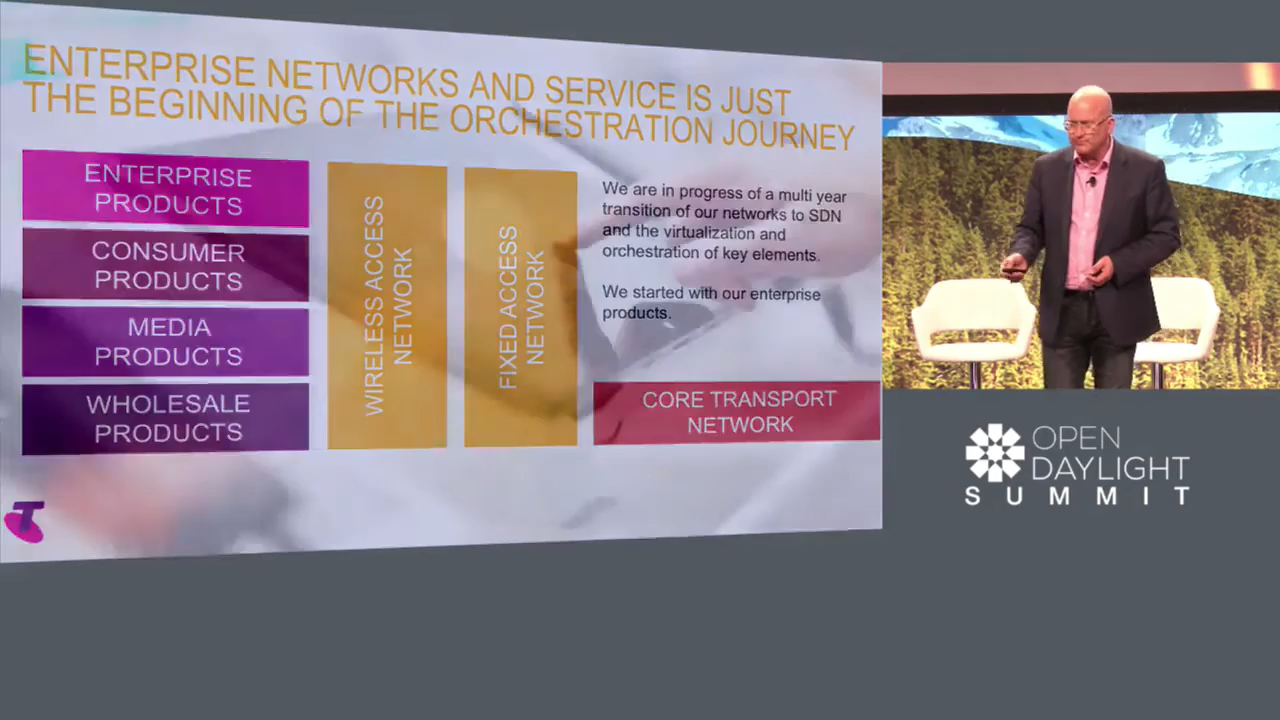 ENTERPRISE NETWORKS AND SERVICE IS JUST
THE BEGINNING OF THE ORCHESTRATION JOURNEY
ENTERPRISE
PRODUCTS
CONSUMER
PRODUCTS
MEDIA
PRODUCTS
WHOLESALE
PRODUCTS
WIRELESS ACCESS
NETWORK
FIXED ACCESS
NETWORK
We are in progress of a multi year
transition of our networks to SDN
and the virtualization and
orchestration of key elements.
We started with our enterprise
products.
CORE TRANSPORT
NETWORK
T
OPEN
DAYLIGHT
SUMMIT